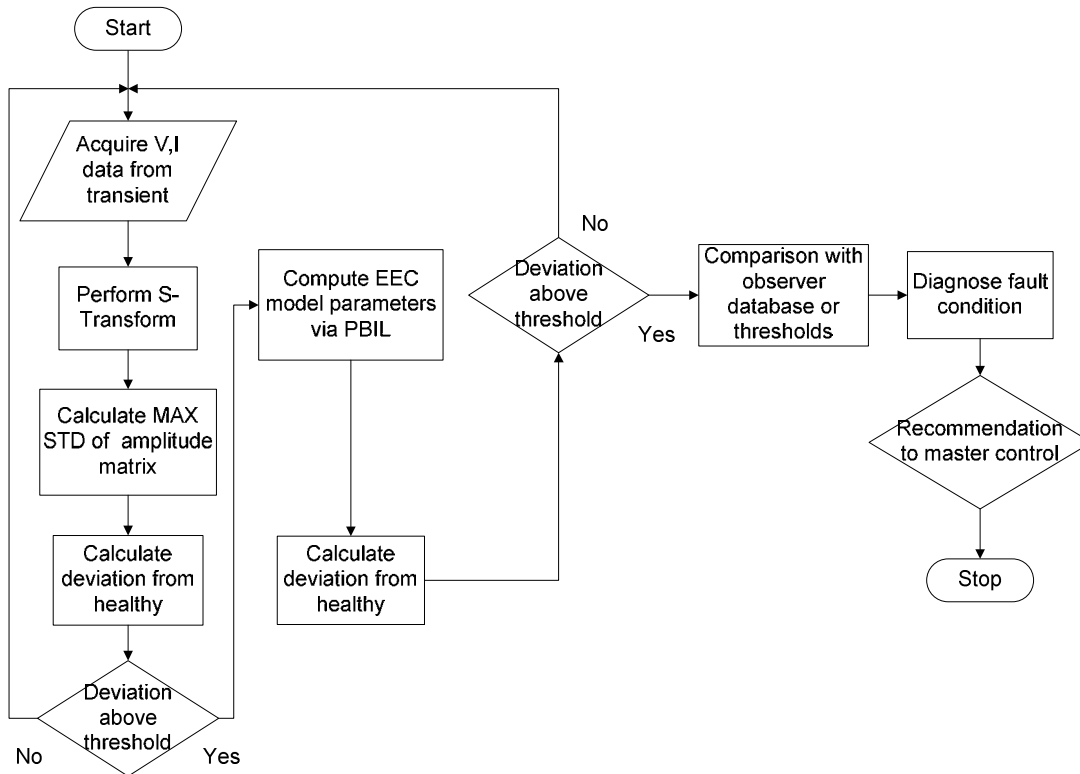 Start
Acquire V,I
data from
transient
Perform S-
Transform
Calculate MAX
STD of amplitude
matrix
Calculate
deviation from
healthy
Deviation
above
threshold
No
Yes
Compute EEC
model parameters
via PBIL
Calculate
deviation from
healthy
No
Deviation
above
threshold
Yes
Comparison with
observer
database or
thresholds
Diagnose fault
condition
Recommendation
to master control
Stop